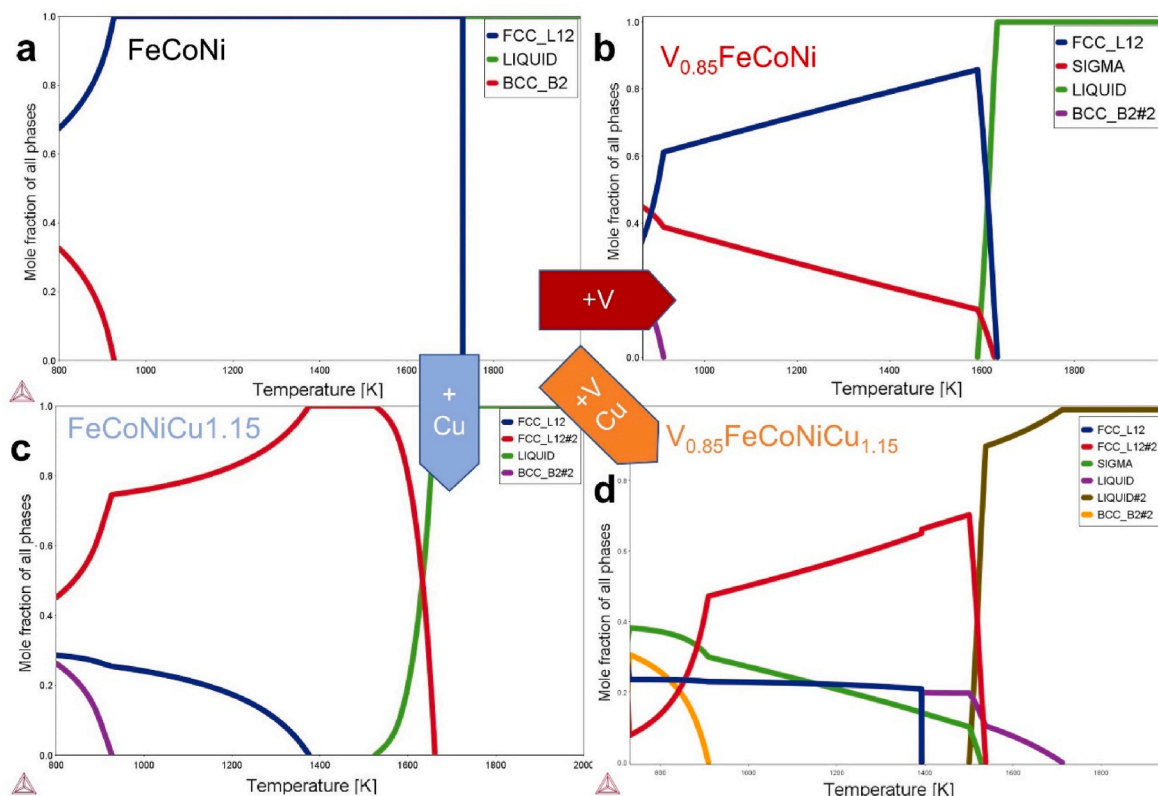 a
FeCoNi
FCC_L12
LIQUID
BCC_B2
Mole fraction of all phases
1.0
0.8
0.6
0.4
0.2
0.0
800 1000 1200 1400 1600 1800 2000
Temperature [K]
b
V0.85FeCoNi
FCC_L12
SIGMA
LIQUID
BCC_B2#2
Mole fraction of all phases
1.0
0.8
0.6
0.4
0.2
0.0
1000 1200 1400 1600 1800
Temperature [K]
+V
+
Cu
+V
Cu
c
FeCoNiCu1.15
FCC_L12
FCC_L12#2
LIQUID
BCC_B2#2
Mole fraction of all phases
1.0
0.8
0.6
0.4
0.2
0.0
800 1000 1200 1400 1600 1800 2000
Temperature [K]
d
V0.85FeCoNiCu1.15
FCC_L12
FCC_L12#2
SIGMA
LIQUID
LIQUID#2
BCC_B2#2
Mole fraction of all phases
1.0
0.8
0.6
0.4
0.2
0.0
800 1000 1200 1400 1600 1800
Temperature [K]